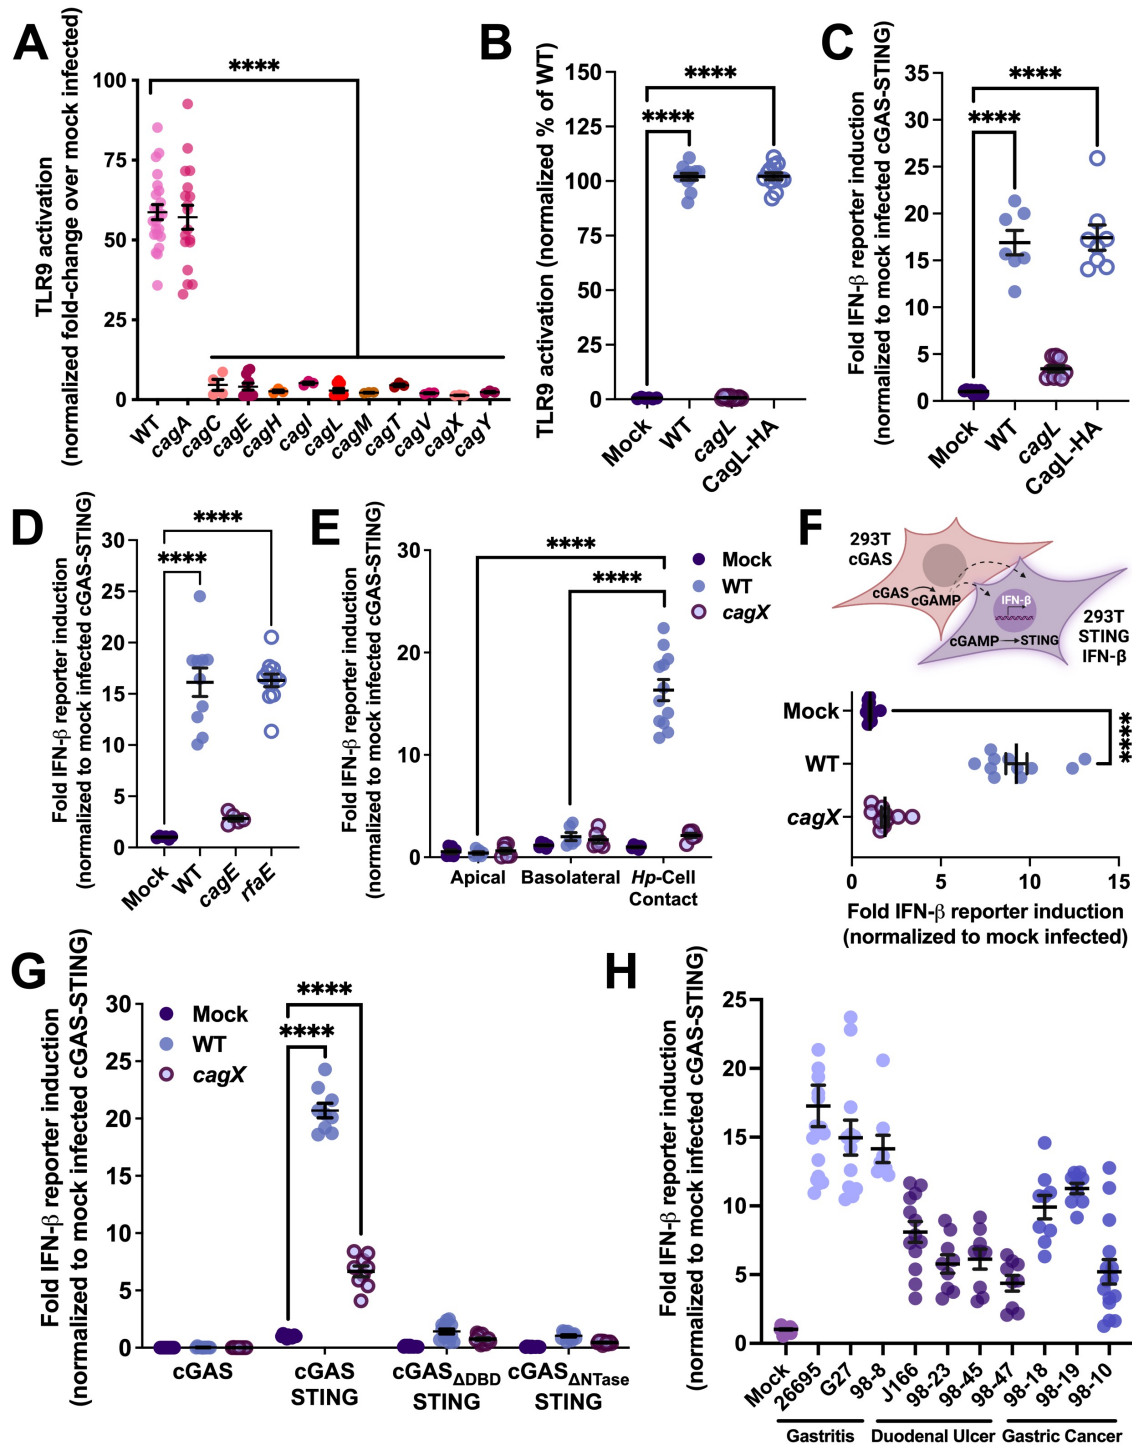 A
TLR9 activation
(normalized fold-change over mock infected)
100
75
50
25
0
****
WT
cagA
cagC
cagE
cagH
cagI
cagL
cagM
cagT
cagV
cagX
cagY
B
TLR9 activation (normalized % of WT)
150
125
100
75
50
25
0
****
****
Mock
WT
cagL
CagL-HA
C
Fold IFN-β reporter induction
(normalized to mock infected cGAS-STING)
35
30
25
20
15
10
5
0
****
****
Mock
WT
cagL
CagL-HA
D
Fold IFN-β reporter induction
(normalized to mock infected cGAS-STING)
30
25
20
15
10
5
0
****
****
Mock
WT
cagE
rfaE
E
Fold IFN-β reporter induction
(normalized to mock infected cGAS-STING)
30
20
10
0
****
****
Mock
WT
cagX
Apical
Basolateral
Hp-Cell
Contact
F
293T
cGAS
cGAS
cGAMP
IFN-β
cGAMP
STING
293T
STING
IFN-β
Mock
WT
cagX
****
0
5
10
15
Fold IFN-β reporter induction
(normalized to mock infected)
G
Fold IFN-β reporter induction
(normalized to mock infected cGAS-STING)
30
25
20
15
10
5
0
Mock
WT
cagX
****
****
cGAS
cGAS
STING
cGASΔDBD
STING
cGASΔNTase
STING
H
Fold IFN-β reporter induction
(normalized to mock infected cGAS-STING)
25
20
15
10
5
0
Mock
26695
G27
98-8
J166
98-23
98-45
98-47
98-18
98-19
98-10
Gastritis
Duodenal Ulcer
Gastric Cancer